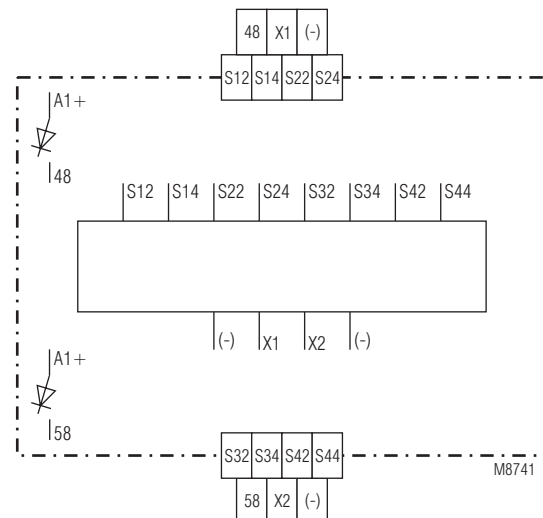 48 X1 (-)
S12 S14 S22 S24
A1+
48
S12 S14 S22 S24 S32 S34 S42 S44
(-) X1 X2 (-)
A1+
58
S32 S34 S42 S44
M8741
58 X2 (-)